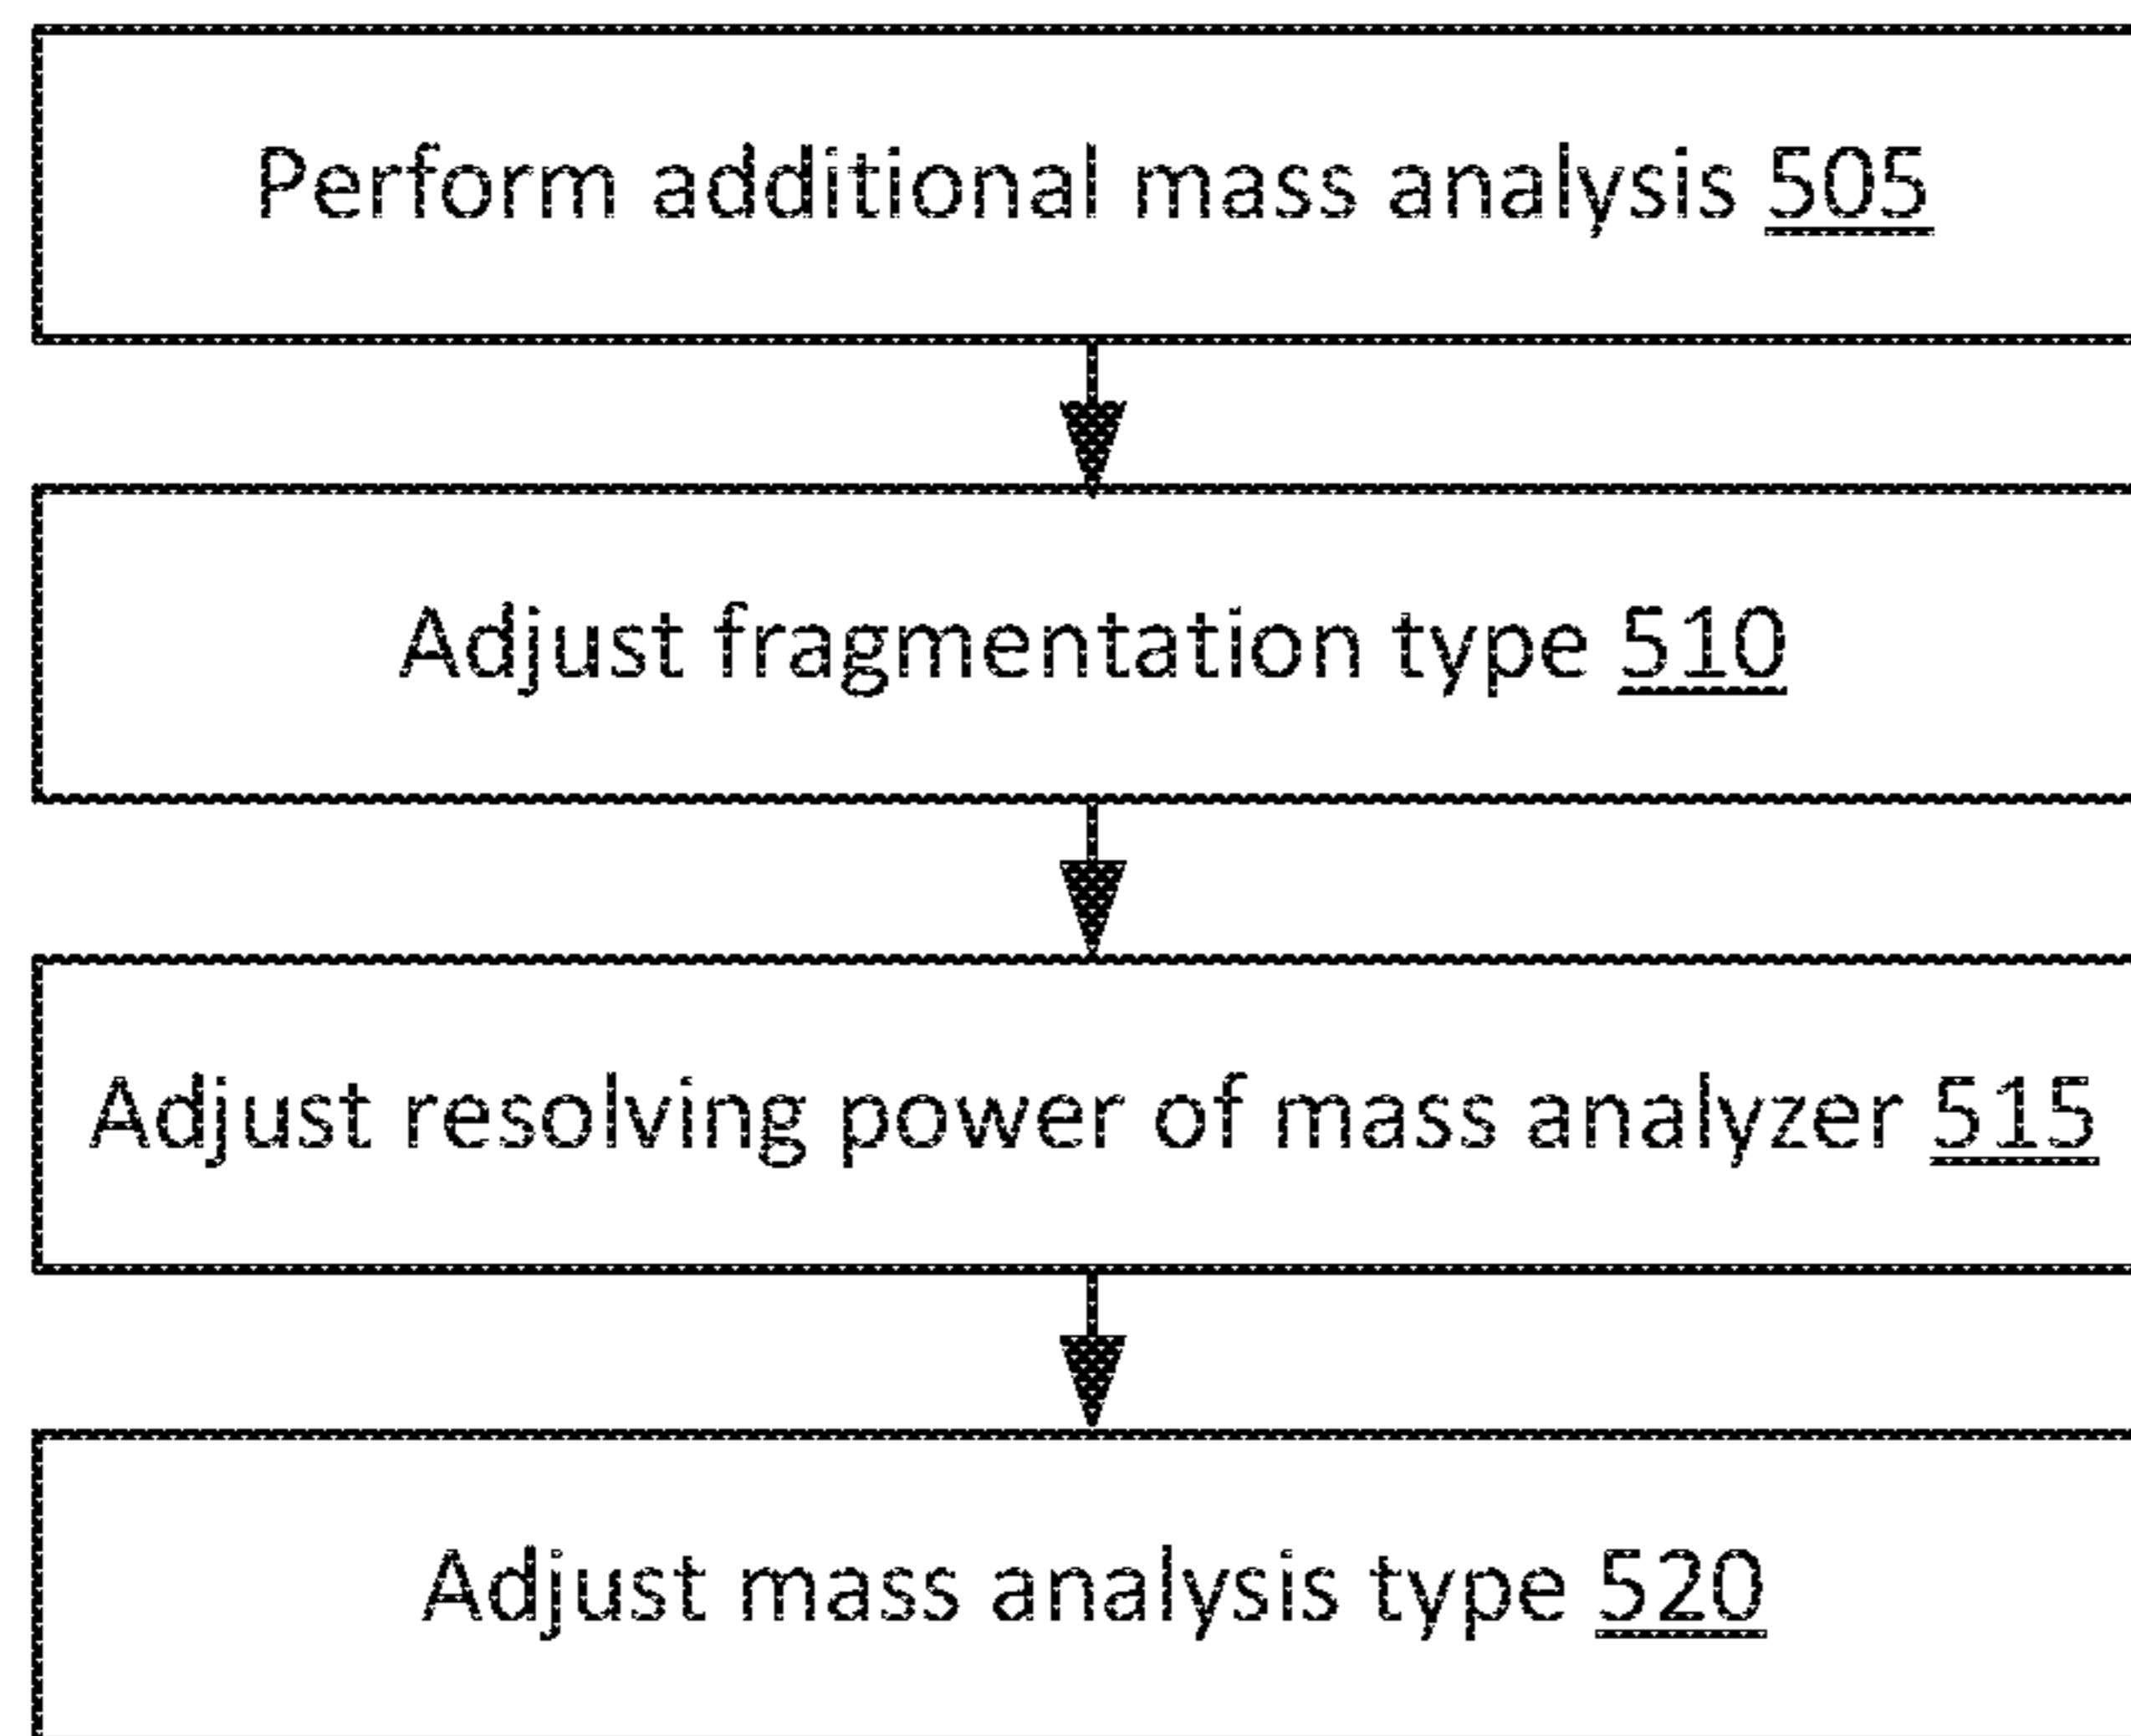 Perform additional mass analysis 505
Adjust fragmentation type 510
Adjust resolving power of mass analyzer 515
Adjust mass analysis type 520